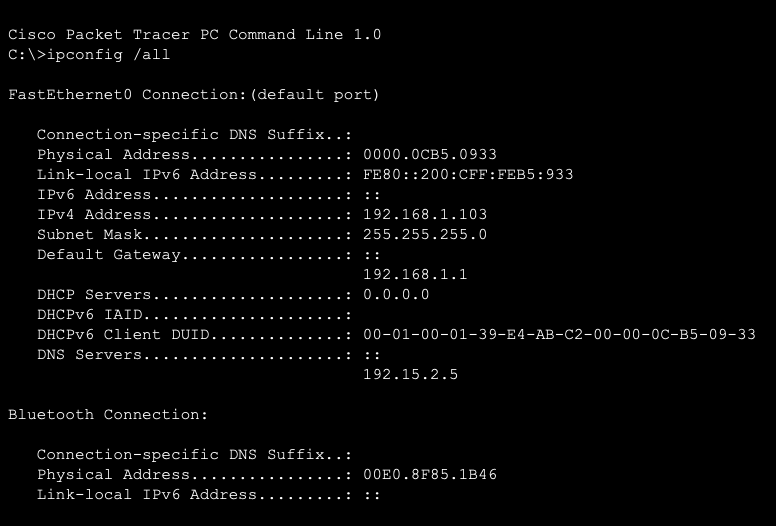 Cisco Packet Tracer PC Command Line 1.0
C:\>ipconfig /all
FastEthernet0 Connection:(default port)
Connection-specific DNS Suffix..:
Physical Address................: 0000.0CB5.0933
Link-local IPv6 Address.........: FE80::200:CFF:FEB5:933
IPv6 Address....................: ::
IPv4 Address....................: 192.168.1.103
Subnet Mask.....................: 255.255.255.0
Default Gateway.................: ::
192.168.1.1
DHCP Servers....................: 0.0.0.0
DHCPv6 IAID.....................:
DHCPv6 Client DUID..............: 00-01-00-01-39-E4-AB-C2-00-00-0C-B5-09-33
DNS Servers.....................: ::
192.15.2.5
Bluetooth Connection:
Connection-specific DNS Suffix..:
Physical Address................: 00E0.8F85.1B46
Link-local IPv6 Address.........: ::